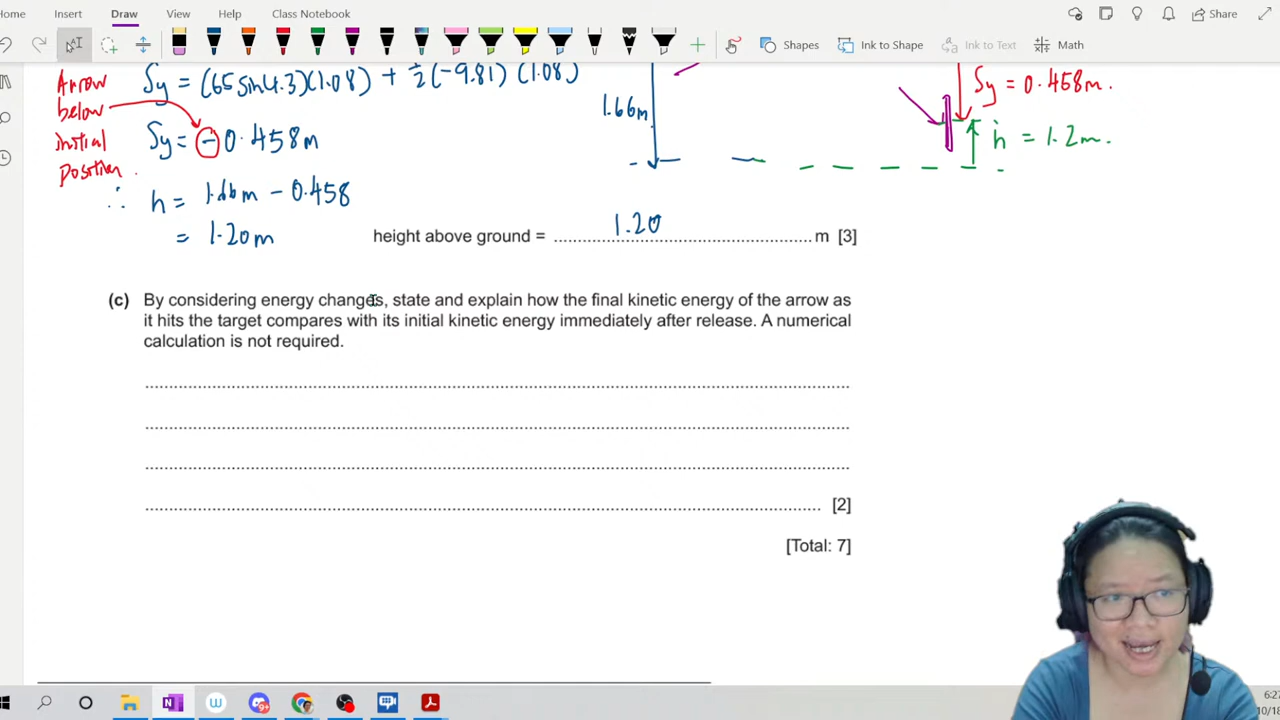 Home Insert Draw View Help Class Notebook
Share
Shapes Ink to Shape Ink to Text Math
Arrow
below
initial
position.
Sy = (65 sin 4.3)(1.08) + ½ (-9.81) (1.08)
Sy = -0.458m
∴ h = 1.66m - 0.458
= 1.20m
1.66m
Sy = 0.458m.
h = 1.2m.
height above ground = 1.20 m [3]
(c) By considering energy changes, state and explain how the final kinetic energy of the arrow as
it hits the target compares with its initial kinetic energy immediately after release. A numerical
calculation is not required.
[2]
[Total: 7]